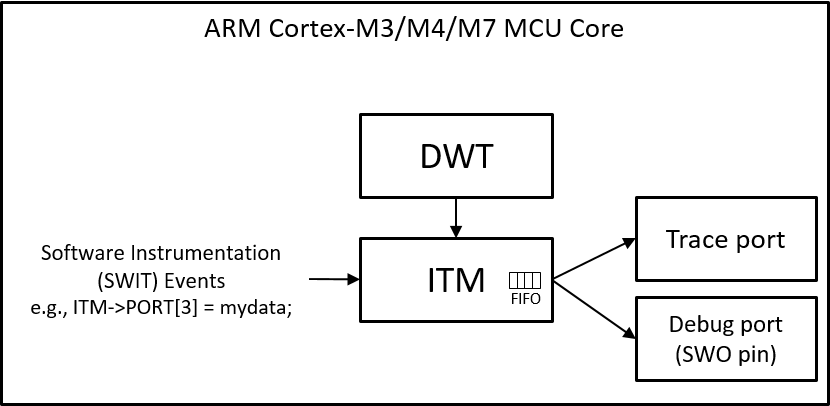 ARM Cortex-M3/M4/M7 MCU Core
DWT
Software Instrumentation
(SWIT) Events
e.g., ITM->PORT[3] = mydata;
ITM
FIFO
Trace port
Debug port
(SWO pin)